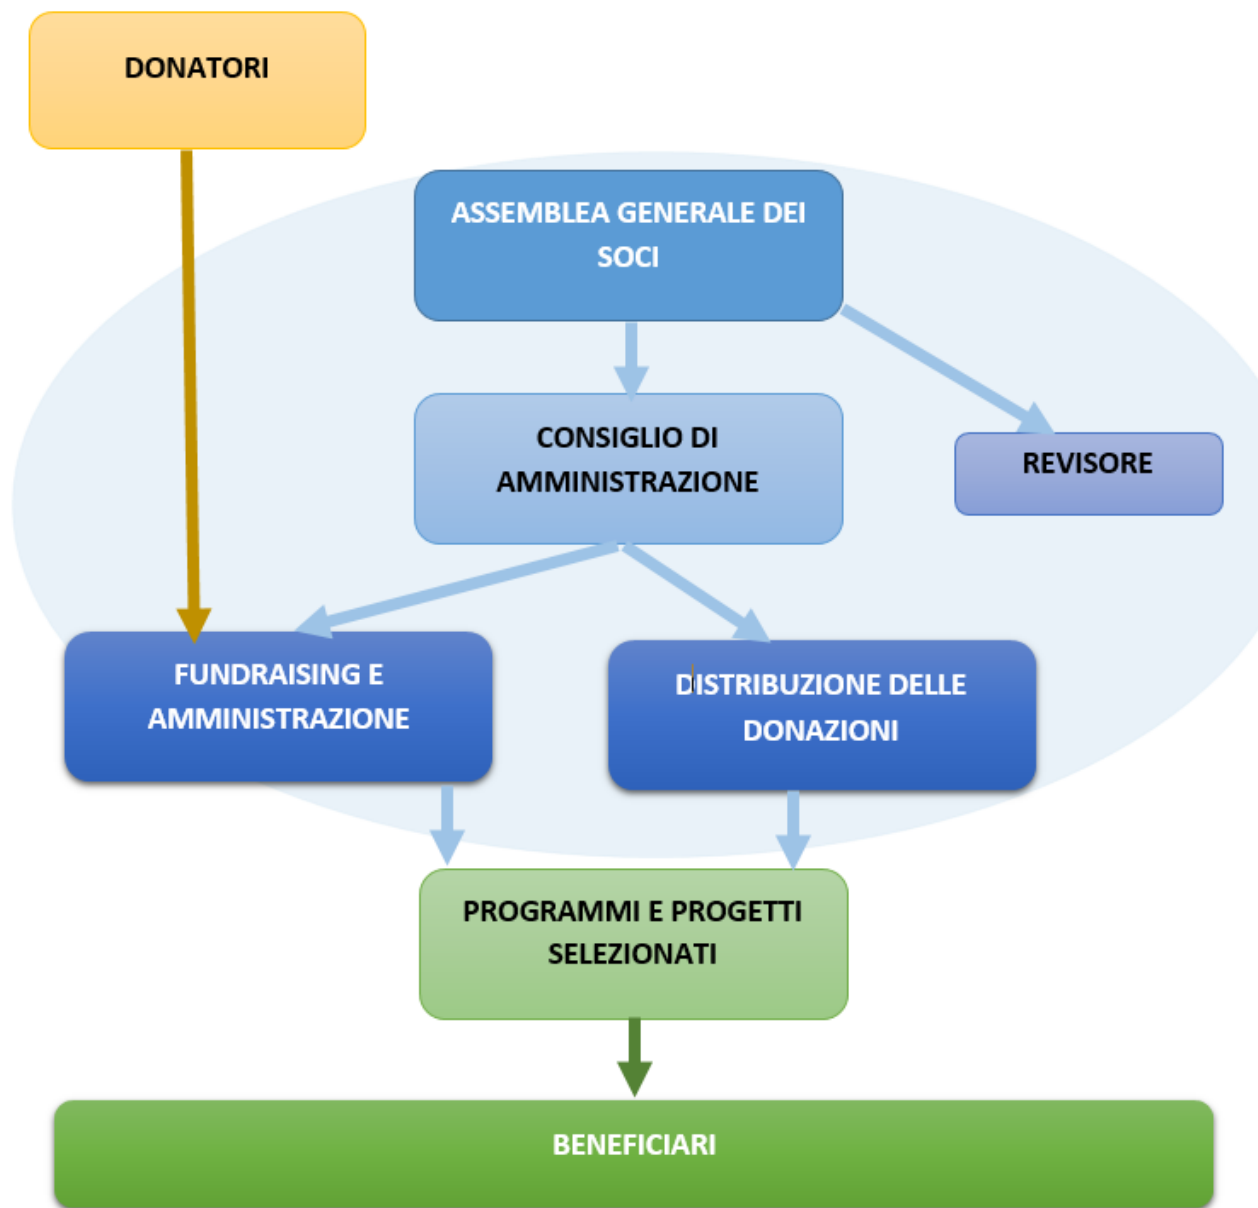 DONATORI
ASSEMBLEA GENERALE DEI
SOCI
CONSIGLIO DI
AMMINISTRAZIONE
REVISORE
FUNDRAISING E
AMMINISTRAZIONE
DISTRIBUZIONE DELLE
DONAZIONI
PROGRAMMI E PROGETTI
SELEZIONATI
BENEFICIARI